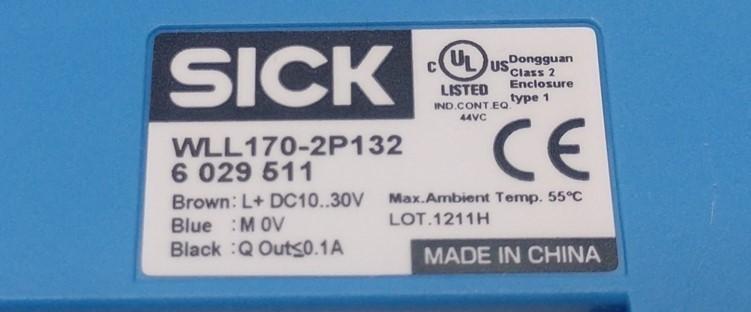 SICK
C UL US
LISTED
IND.CONT.EQ.
44VC
Dongguan
Class 2
Enclosure
type 1
WLL170-2P132
6 029 511
CE
Brown: L+ DC10..30V
Blue : M 0V
Black : Q Out≤0.1A
Max.Ambient Temp. 55°C
LOT.1211H
MADE IN CHINA